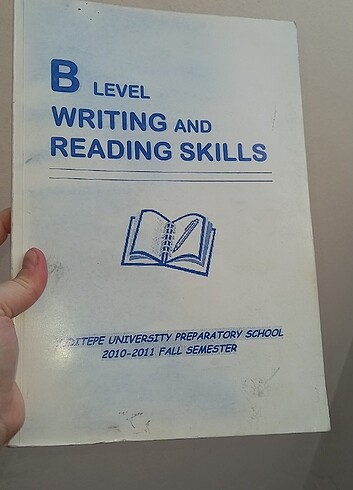 B LEVEL
WRITING AND
READING SKILLS
UNIVERSITY PREPARATORY SCHOOL
2010-2011 FALL SEMESTER